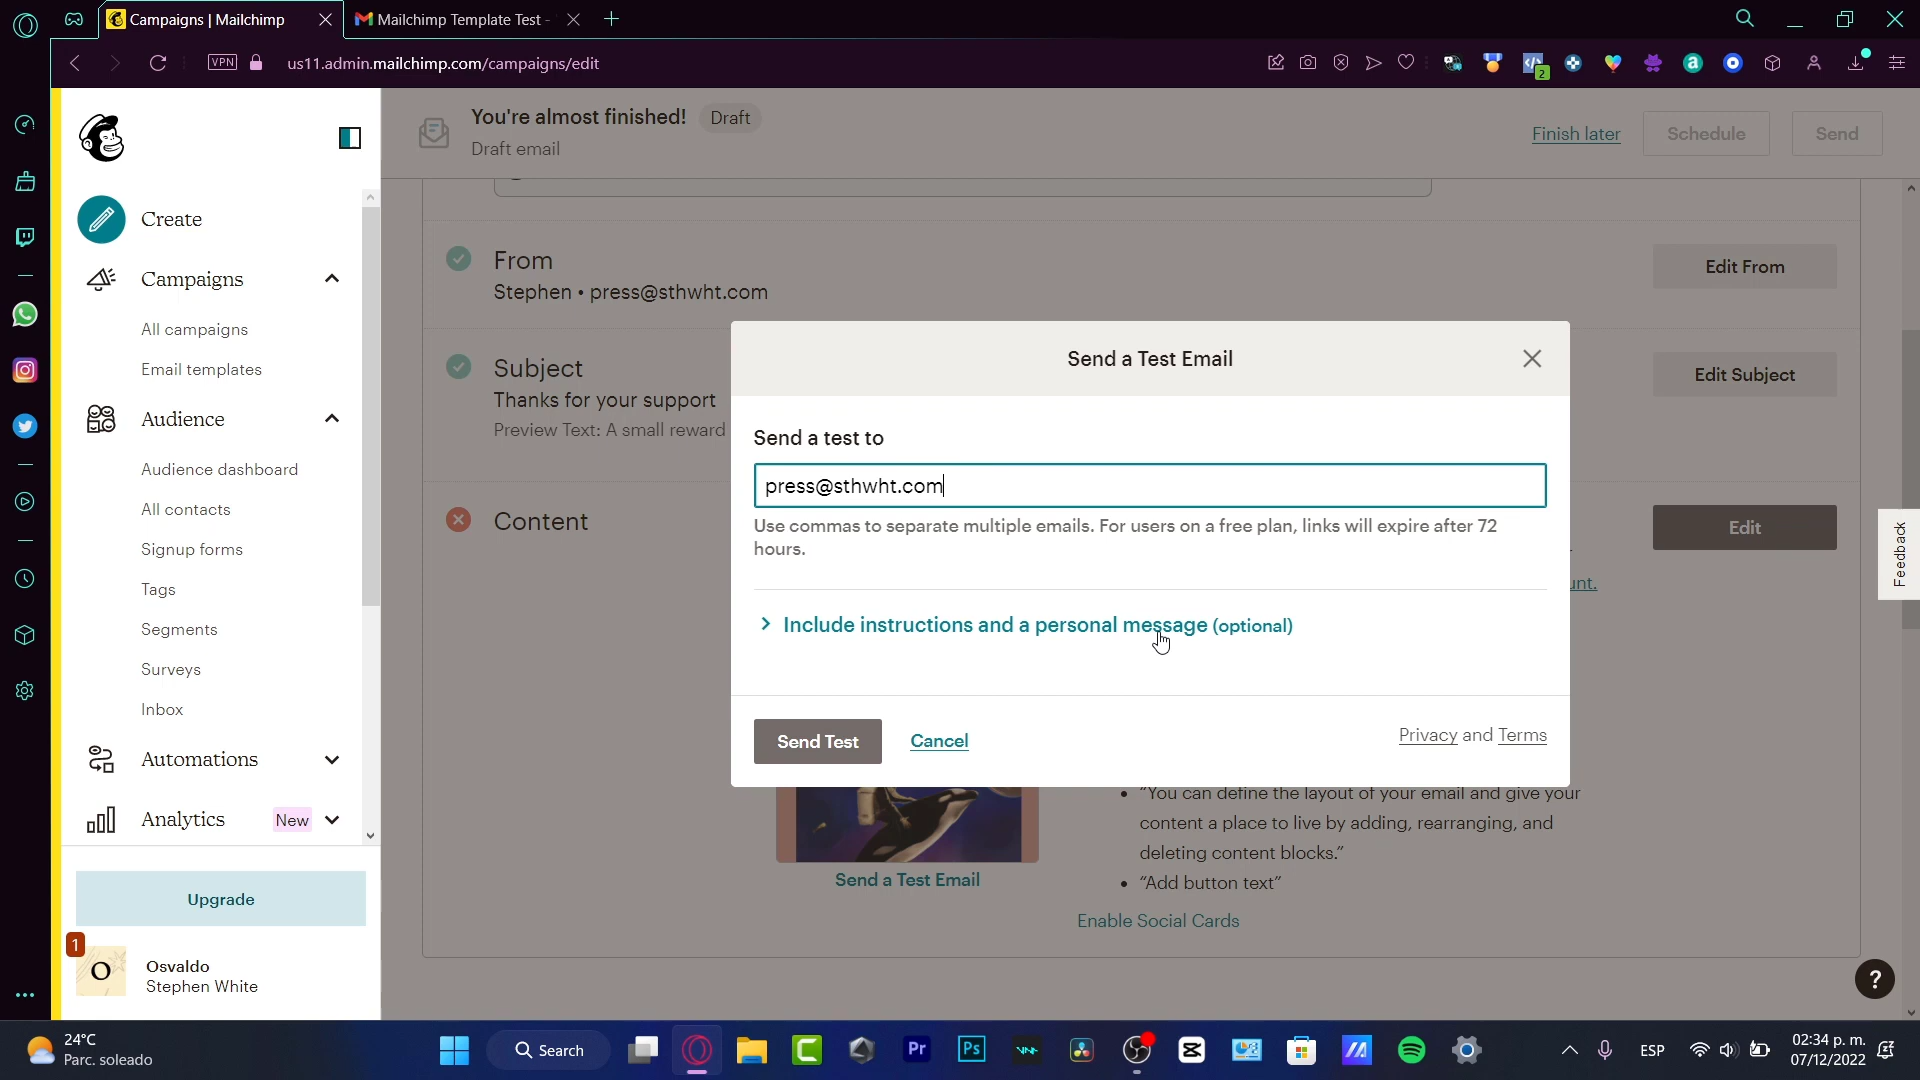 Campaigns | Mailchimp
Mailchimp Template Test -
VPN
us11.admin.mailchimp.com/campaigns/edit
2
You're almost finished!
Draft
Draft email
Finish later
Schedule
Send
Create
Campaigns
All campaigns
Email templates
Audience
Audience dashboard
All contacts
Signup forms
Tags
Segments
Surveys
Inbox
Automations
Analytics
New
Upgrade
1
O
Osvaldo
Stephen White
From
Stephen • press@sthwht.com
Edit From
Subject
Thanks for your support
Preview Text: A small reward
Edit Subject
Content
Edit
unt.
Send a Test Email
Send a test to
press@sthwht.com
Use commas to separate multiple emails. For users on a free plan, links will expire after 72
hours.
Include instructions and a personal message (optional)
Send Test
Cancel
Privacy and Terms
• "You can define the layout of your email and give your
content a place to live by adding, rearranging, and
deleting content blocks."
• "Add button text"
Send a Test Email
Enable Social Cards
Feedback
?
24°C
Parc. soleado
Search
Pr
Ps
ESP
02:34 p. m.
07/12/2022